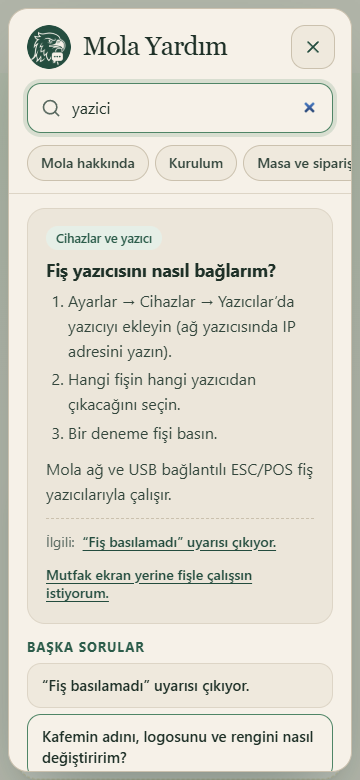 Mola Yardım
yazici
Mola hakkında
Kurulum
Masa ve sipariş
Cihazlar ve yazıcı
Fiş yazıcısını nasıl bağlarım?
1. Ayarlar → Cihazlar → Yazıcılar’da
yazıcıyı ekleyin (ağ yazıcısında IP
adresini yazın).
2. Hangi fişin hangi yazıcıdan
çıkacağını seçin.
3. Bir deneme fişi basın.
Mola ağ ve USB bağlantılı ESC/POS fiş
yazıcılarıyla çalışır.
İlgili: “Fiş basılamadı” uyarısı çıkıyor.
Mutfak ekran yerine fişle çalışsın
istiyorum.
BAŞKA SORULAR
“Fiş basılamadı” uyarısı çıkıyor.
Kafemin adını, logosunu ve rengini nasıl
değiştiririm?